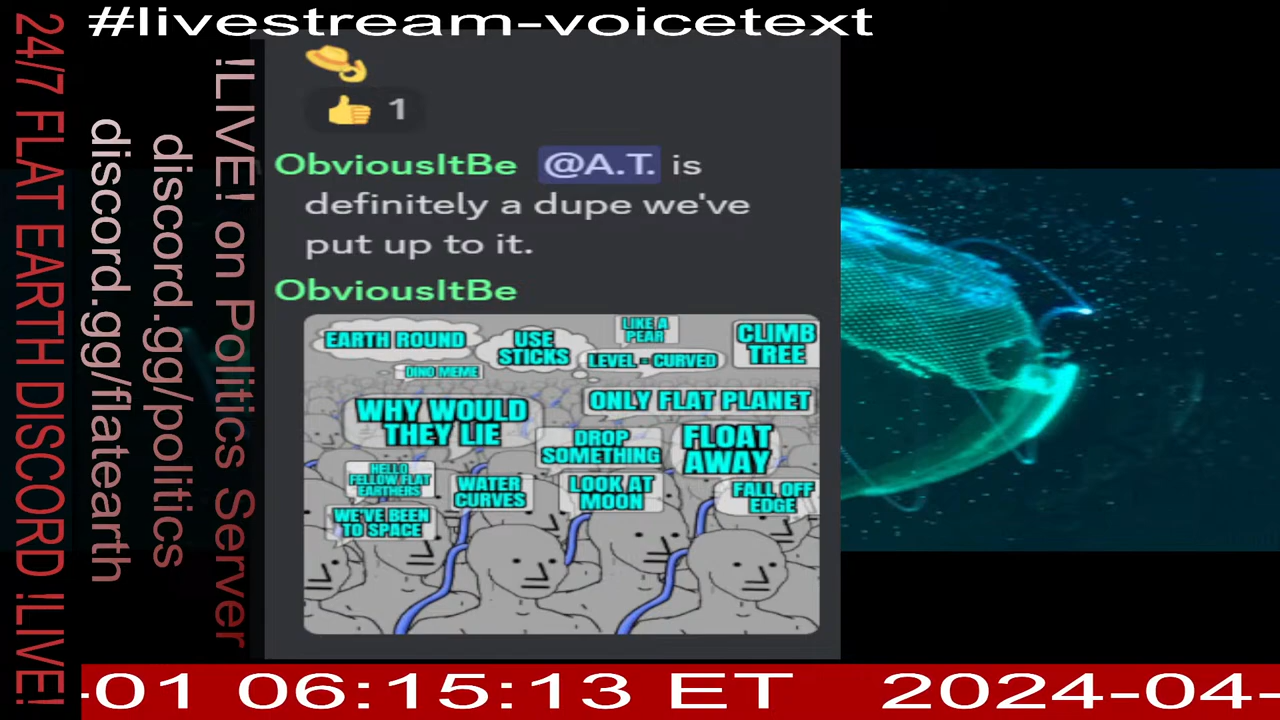 #livestream-voicetext
24/7 FLAT EARTH DISCORD !LIVE!
discord.gg/flatearth
discord.gg/politics
!LIVE! on Politics Server
1
ObviousItBe @A.T. is
definitely a dupe we've
put up to it.
ObviousItBe
EARTH ROUND
USE
STICKS
LIKE A
PEAR
CLIMB
TREE
DINO MEME
LEVEL = CURVED
WHY WOULD
THEY LIE
ONLY FLAT PLANET
DROP
SOMETHING
FLOAT
AWAY
HELLO
FELLOW FLAT
EARTHERS
WATER
CURVES
LOOK AT
MOON
FALL OFF
EDGE
WE'VE BEEN
TO SPACE
-01 06:15:13 ET 2024-04-